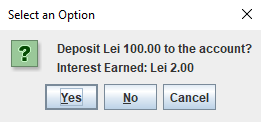 Select an Option
Deposit Lei 100.00 to the account?
Interest Earned: Lei 2.00
Yes No Cancel